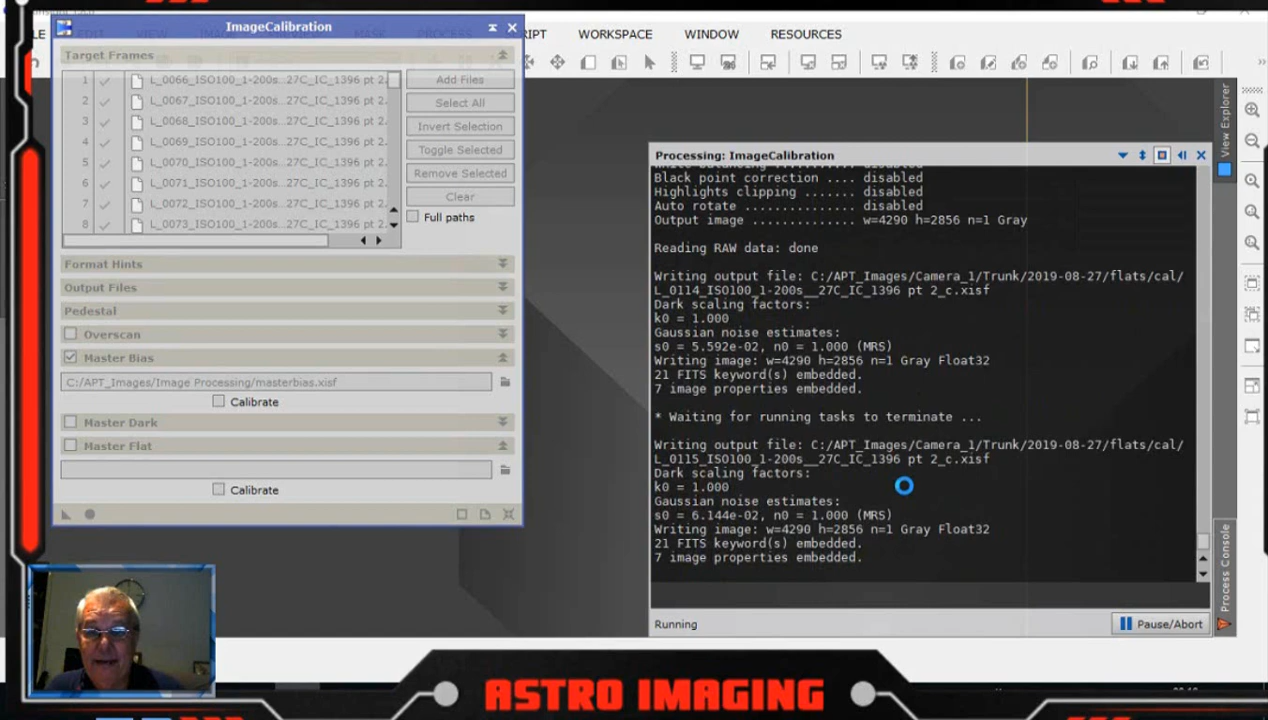 ImageCalibration
EDIT VIEW
MASK PROCESS SCRIPT WORKSPACE WINDOW RESOURCES
Target Frames
1 L_0066_ISO100_1-200s...27C_IC_1396 pt 2.
2 L_0067_ISO100_1-200s...27C_IC_1396 pt 2.
3 L_0068_ISO100_1-200s...27C_IC_1396 pt 2.
4 L_0069_ISO100_1-200s...27C_IC_1396 pt 2.
5 L_0070_ISO100_1-200s...27C_IC_1396 pt 2.
6 L_0071_ISO100_1-200s...27C_IC_1396 pt 2.
7 L_0072_ISO100_1-200s...27C_IC_1396 pt 2.
8 L_0073_ISO100_1-200s...27C_IC_1396 pt 2.
Add Files
Select All
Invert Selection
Toggle Selected
Remove Selected
Clear
Full paths
Format Hints
Output Files
Pedestal
Overscan
Master Bias
C:/APT_Images/Image Processing/masterbias.xisf
Calibrate
Master Dark
Master Flat
Calibrate
View Explorer
Process Console
Processing: ImageCalibration
White balancing ........... disabled
Black point correction .... disabled
Highlights clipping ....... disabled
Auto rotate ............... disabled
Output image .............. w=4290 h=2856 n=1 Gray
Reading RAW data: done
Writing output file: C:/APT_Images/Camera_1/Trunk/2019-08-27/flats/cal/
L_0114_ISO100_1-200s__27C_IC_1396 pt 2_c.xisf
Dark scaling factors:
k0 = 1.000
Gaussian noise estimates:
s0 = 5.592e-02, n0 = 1.000 (MRS)
Writing image: w=4290 h=2856 n=1 Gray Float32
21 FITS keyword(s) embedded.
7 image properties embedded.
* Waiting for running tasks to terminate ...
Writing output file: C:/APT_Images/Camera_1/Trunk/2019-08-27/flats/cal/
L_0115_ISO100_1-200s__27C_IC_1396 pt 2_c.xisf
Dark scaling factors:
k0 = 1.000
Gaussian noise estimates:
s0 = 6.144e-02, n0 = 1.000 (MRS)
Writing image: w=4290 h=2856 n=1 Gray Float32
21 FITS keyword(s) embedded.
7 image properties embedded.
Running
Pause/Abort
ASTRO IMAGING